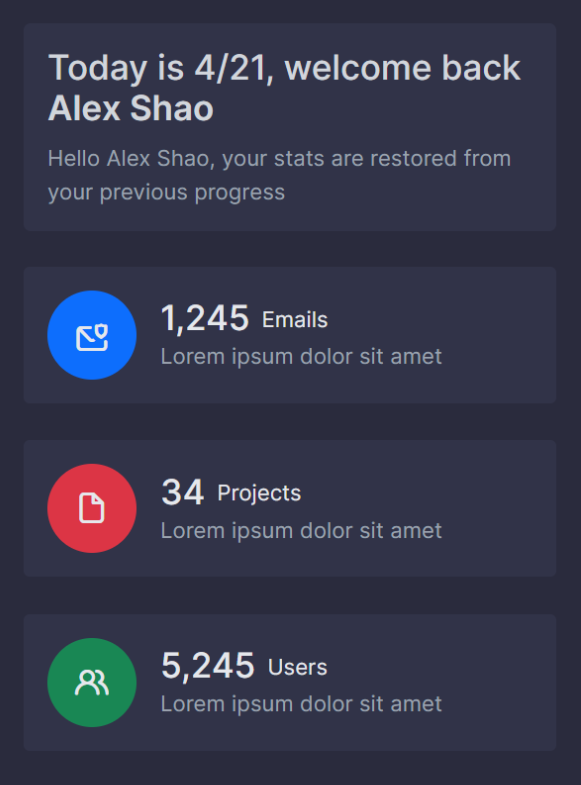 Today is 4/21, welcome back
Alex Shao
Hello Alex Shao, your stats are restored from
your previous progress
1,245 Emails
Lorem ipsum dolor sit amet
34 Projects
Lorem ipsum dolor sit amet
5,245 Users
Lorem ipsum dolor sit amet